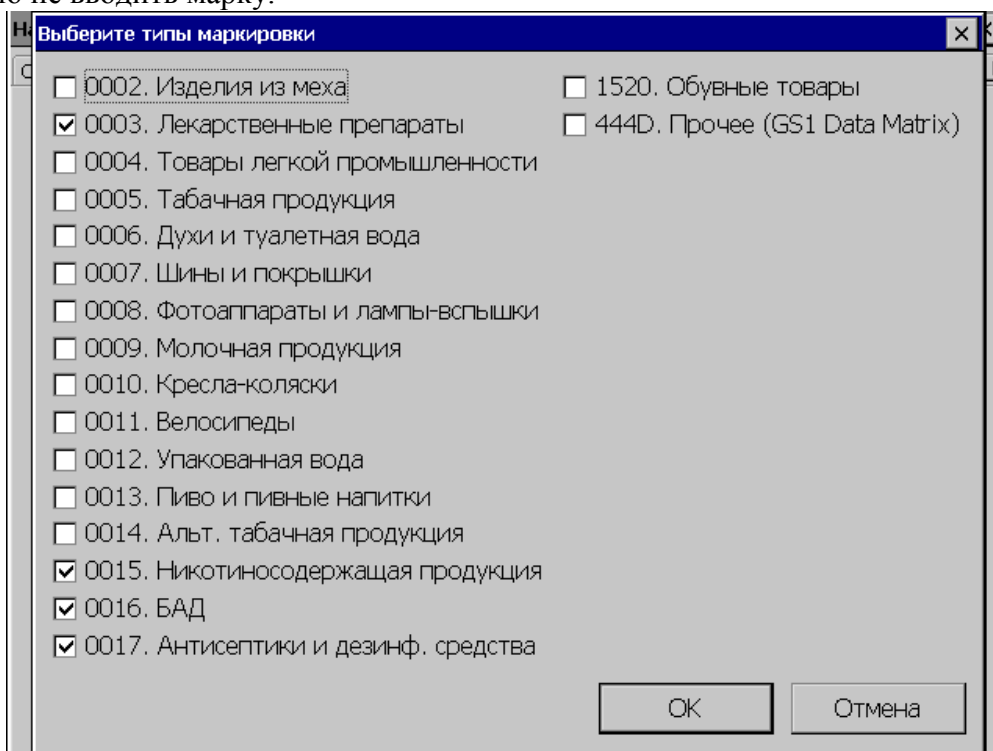 не вводить марку.
Выберите типы маркировки
0002. Изделия из меха
0003. Лекарственные препараты
0004. Товары легкой промышленности
0005. Табачная продукция
0006. Духи и туалетная вода
0007. Шины и покрышки
0008. Фотоаппараты и лампы-вспышки
0009. Молочная продукция
0010. Кресла-коляски
0011. Велосипеды
0012. Упакованная вода
0013. Пиво и пивные напитки
0014. Альт. табачная продукция
0015. Никотиносодержащая продукция
0016. БАД
0017. Антисептики и дезинф. средства
1520. Обувные товары
444D. Прочее (GS1 Data Matrix)
OK
Отмена